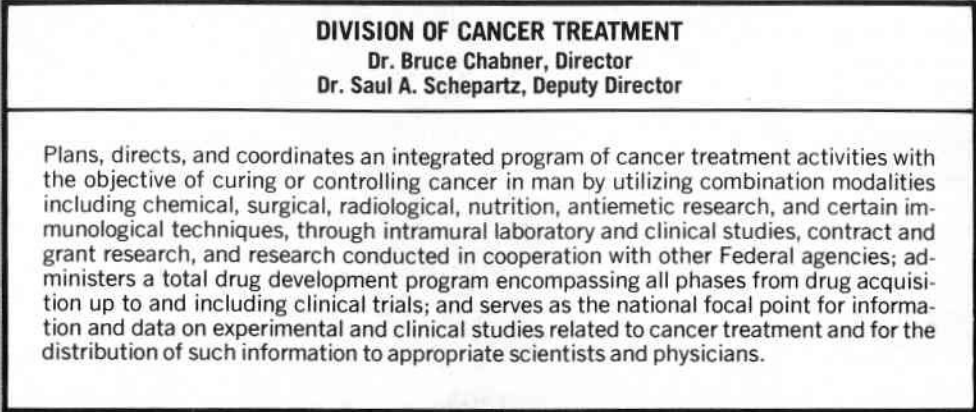 DIVISION OF CANCER TREATMENT
Dr. Bruce Chabner, Director
Dr. Saul A. Schepartz, Deputy Director
Plans, directs, and coordinates an integrated program of cancer treatment activities with
the objective of curing or controlling cancer in man by utilizing combination modalities
including chemical, surgical, radiological, nutrition, antiemetic research, and certain im-
munological techniques, through intramural laboratory and clinical studies, contract and
grant research, and research conducted in cooperation with other Federal agencies; ad-
ministers a total drug development program encompassing all phases from drug acquisi-
tion up to and including clinical trials; and serves as the national focal point for informa-
tion and data on experimental and clinical studies related to cancer treatment and for the
distribution of such information to appropriate scientists and physicians.